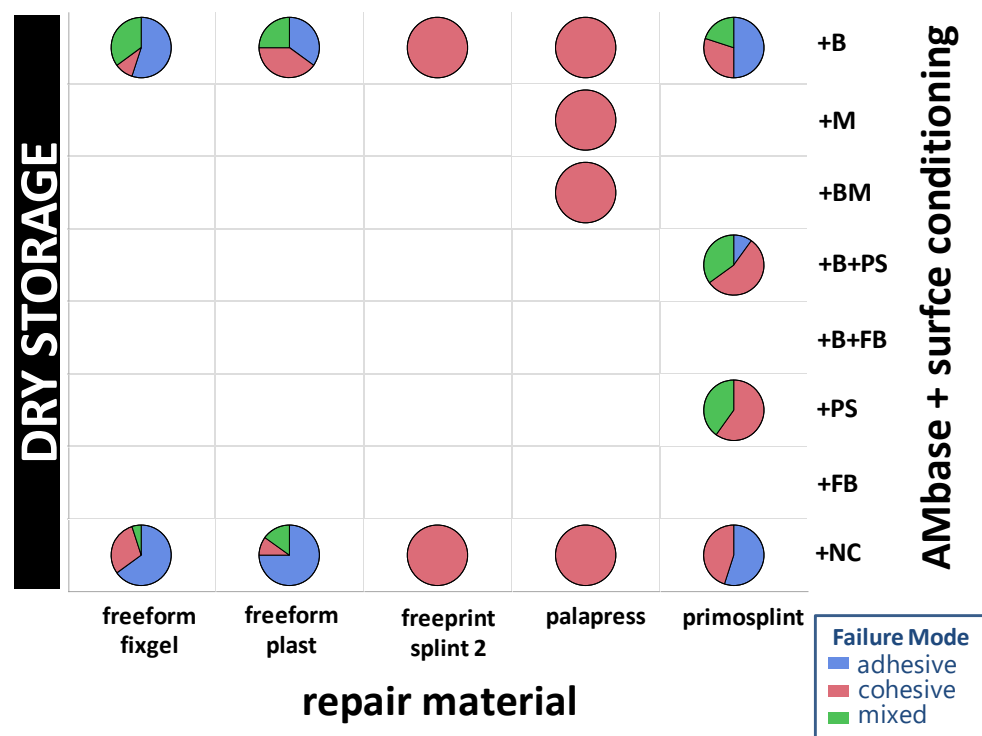 DRY STORAGE
+B
+M
+BM
+B+PS
+B+FB
+PS
+FB
+NC
AMbase + surfce conditioning
freeform
fixgel
freeform
plast
freeprint
splint 2
palapress
primosplint
repair material
Failure Mode
adhesive
cohesive
mixed